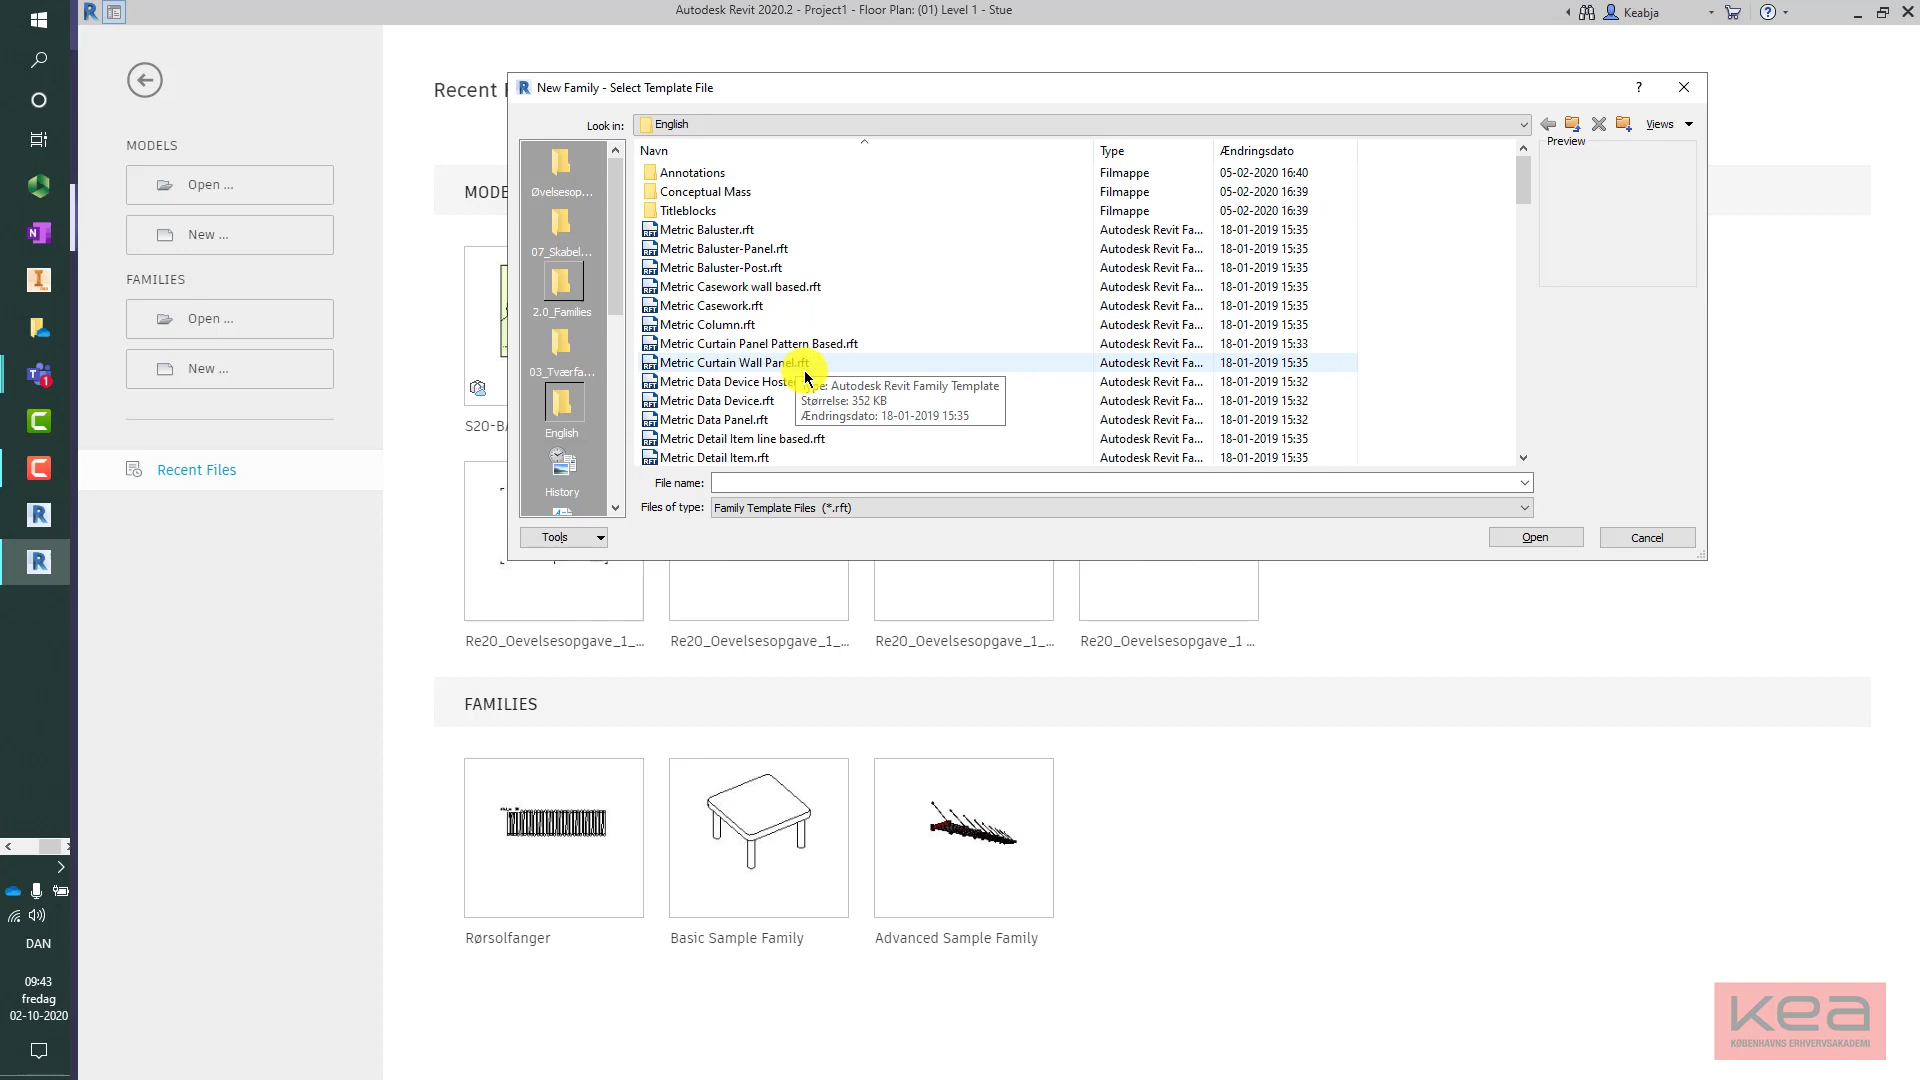 Autodesk Revit 2020.2 - Project1 - Floor Plan: (01) Level 1 - Stue
Keabja
MODELS
Open ...
New ...
FAMILIES
Open ...
New ...
Recent Files
Recent
New Family - Select Template File
Look in:
English
Views
Preview
Øvelsesop...
07_Skabel...
2.0_Families
03_Tværfa...
English
History
Navn Type Ændringsdato
Annotations Filmappe 05-02-2020 16:40
Conceptual Mass Filmappe 05-02-2020 16:39
Titleblocks Filmappe 05-02-2020 16:39
Metric Baluster.rft Autodesk Revit Fa... 18-01-2019 15:35
Metric Baluster-Panel.rft Autodesk Revit Fa... 18-01-2019 15:35
Metric Baluster-Post.rft Autodesk Revit Fa... 18-01-2019 15:35
Metric Casework wall based.rft Autodesk Revit Fa... 18-01-2019 15:35
Metric Casework.rft Autodesk Revit Fa... 18-01-2019 15:35
Metric Column.rft Autodesk Revit Fa... 18-01-2019 15:35
Metric Curtain Panel Pattern Based.rft Autodesk Revit Fa... 18-01-2019 15:33
Metric Curtain Wall Panel.rft Autodesk Revit Fa... 18-01-2019 15:35
Metric Data Device Hoste Autodesk Revit Fa... 18-01-2019 15:32
Metric Data Device.rft Autodesk Revit Fa... 18-01-2019 15:32
Metric Data Panel.rft Autodesk Revit Fa... 18-01-2019 15:32
Metric Detail Item line based.rft Autodesk Revit Fa... 18-01-2019 15:35
Metric Detail Item.rft Autodesk Revit Fa... 18-01-2019 15:35
Autodesk Revit Family Template
Størrelse: 352 KB
Ændringsdato: 18-01-2019 15:35
File name:
Files of type: Family Template Files (*.rft)
Tools
Open
Cancel
MODE
S20-BA
Re20_Oevelsesopgave_1_...
Re20_Oevelsesopgave_1_...
Re20_Oevelsesopgave_1_...
Re20_Oevelsesopgave_1 ...
FAMILIES
Rørsolfanger
Basic Sample Family
Advanced Sample Family
DAN
09:43
fredag
02-10-2020
kea
KØBENHAVNS ERHVERVSAKADEMI